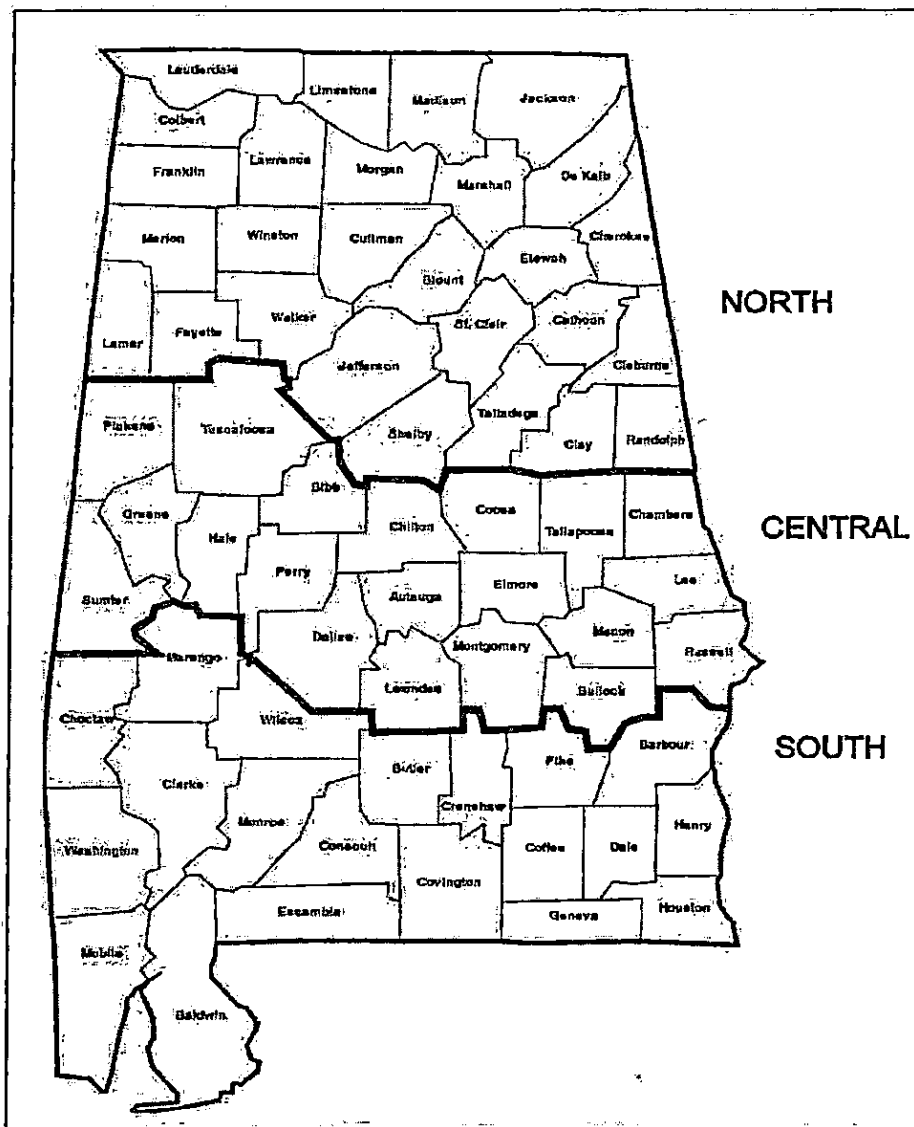 Lauderdale
Limestone
Madison
Jackson
Colbert
Lawrence
Franklin
Morgan
Marshall
De Kalb
Marion
Winston
Cullman
Cherokee
Etowah
Blount
NORTH
Walker
St. Clair
Calhoun
Fayette
Lamar
Jefferson
Cleburne
Talladega
Pickens
Tuscaloosa
Shelby
Clay
Randolph
Bibb
Greene
Chilton
Coosa
Chambers
CENTRAL
Hale
Tallapoosa
Perry
Lee
Elmore
Autauga
Sumter
Dallas
Macon
Montgomery
Marengo
Russell
Lowndes
Bullock
Choctaw
Wilcox
SOUTH
Barbour
Pike
Butler
Clarke
Crenshaw
Monroe
Henry
Washington
Conecuh
Coffee
Dale
Covington
Escambia
Geneva
Houston
Mobile
Baldwin